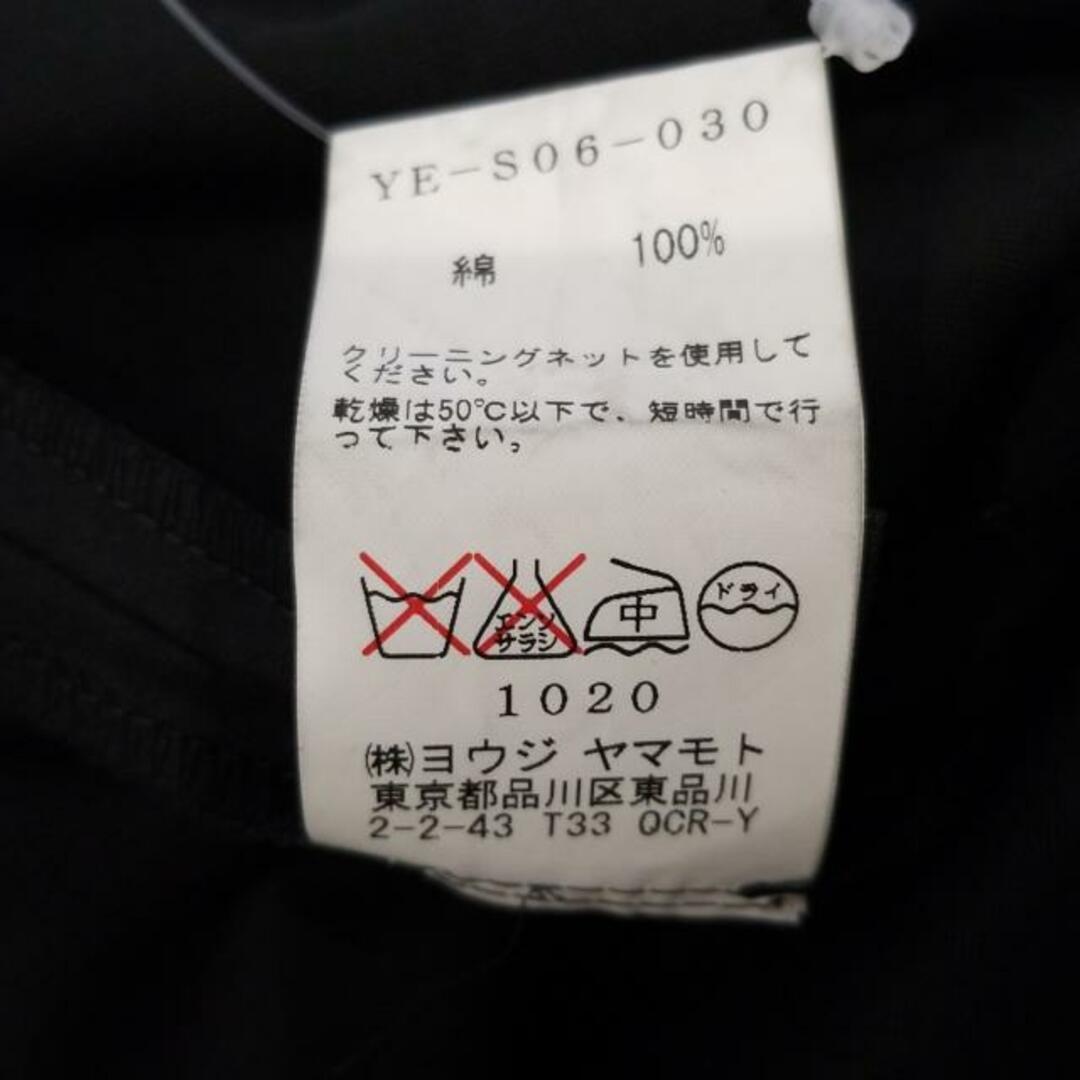 YE-S06-030
綿 100%
クリーニングネットを使用して
ください。
乾燥は50℃以下で、短時間で行
って下さい。
エンソ
サラシ
中
ドライ
1020
㈱ヨウジ ヤマモト
東京都品川区東品川
2-2-43 T33 QCR-Y